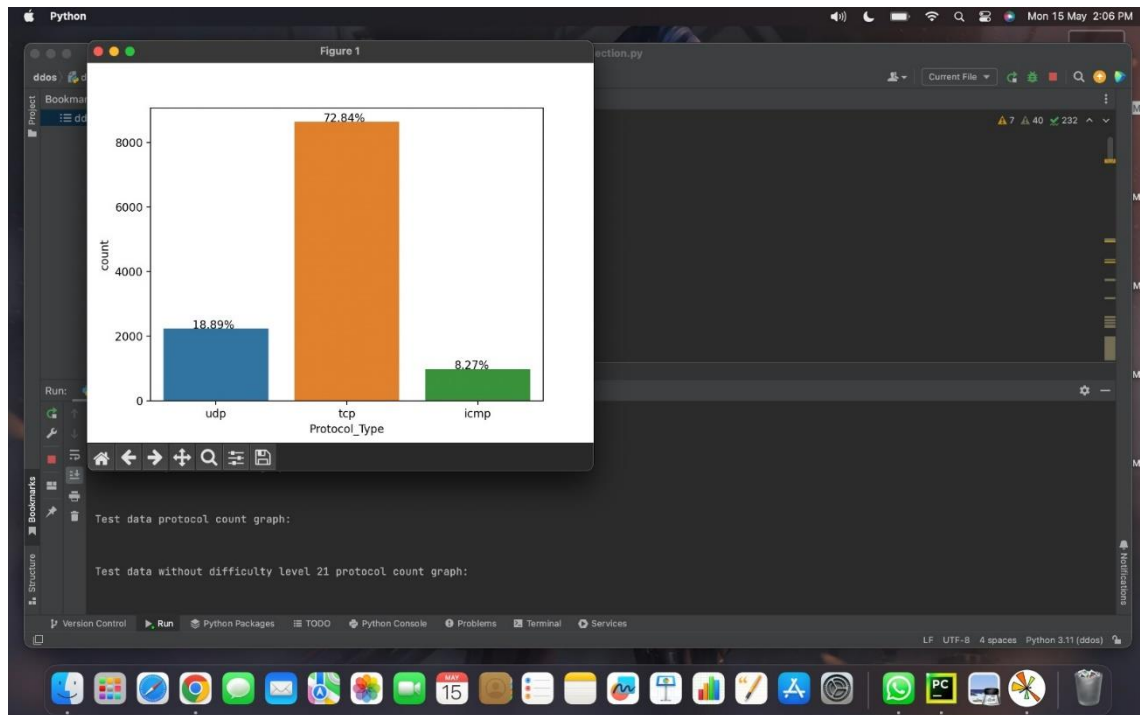 Python
Mon 15 May 2:06 PM
Figure 1
ection.py
ddos
Current File
Project
Bookmar
dd
7 40 232
72.84%
8000
6000
count
4000
18.89%
2000
8.27%
0
udp tcp icmp
Protocol_Type
Run:
Bookmarks
Structure
Test data protocol count graph:
Test data without difficulty level 21 protocol count graph:
Notifications
Version Control Run Python Packages TODO Python Console Problems Terminal Services
LF UTF-8 4 spaces Python 3.11 (ddos)
MAY
15
PC